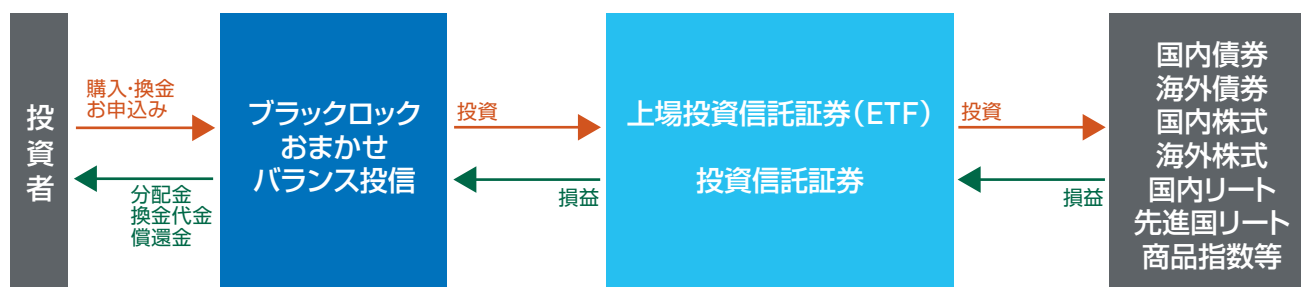 投資者
購入・換金
お申込み
分配金
換金代金
償還金
ブラックロック
おまかせ
バランス投信
投資
損益
上場投資信託証券(ETF)
投資信託証券
投資
損益
国内債券
海外債券
国内株式
海外株式
国内リート
先進国リート
商品指数等